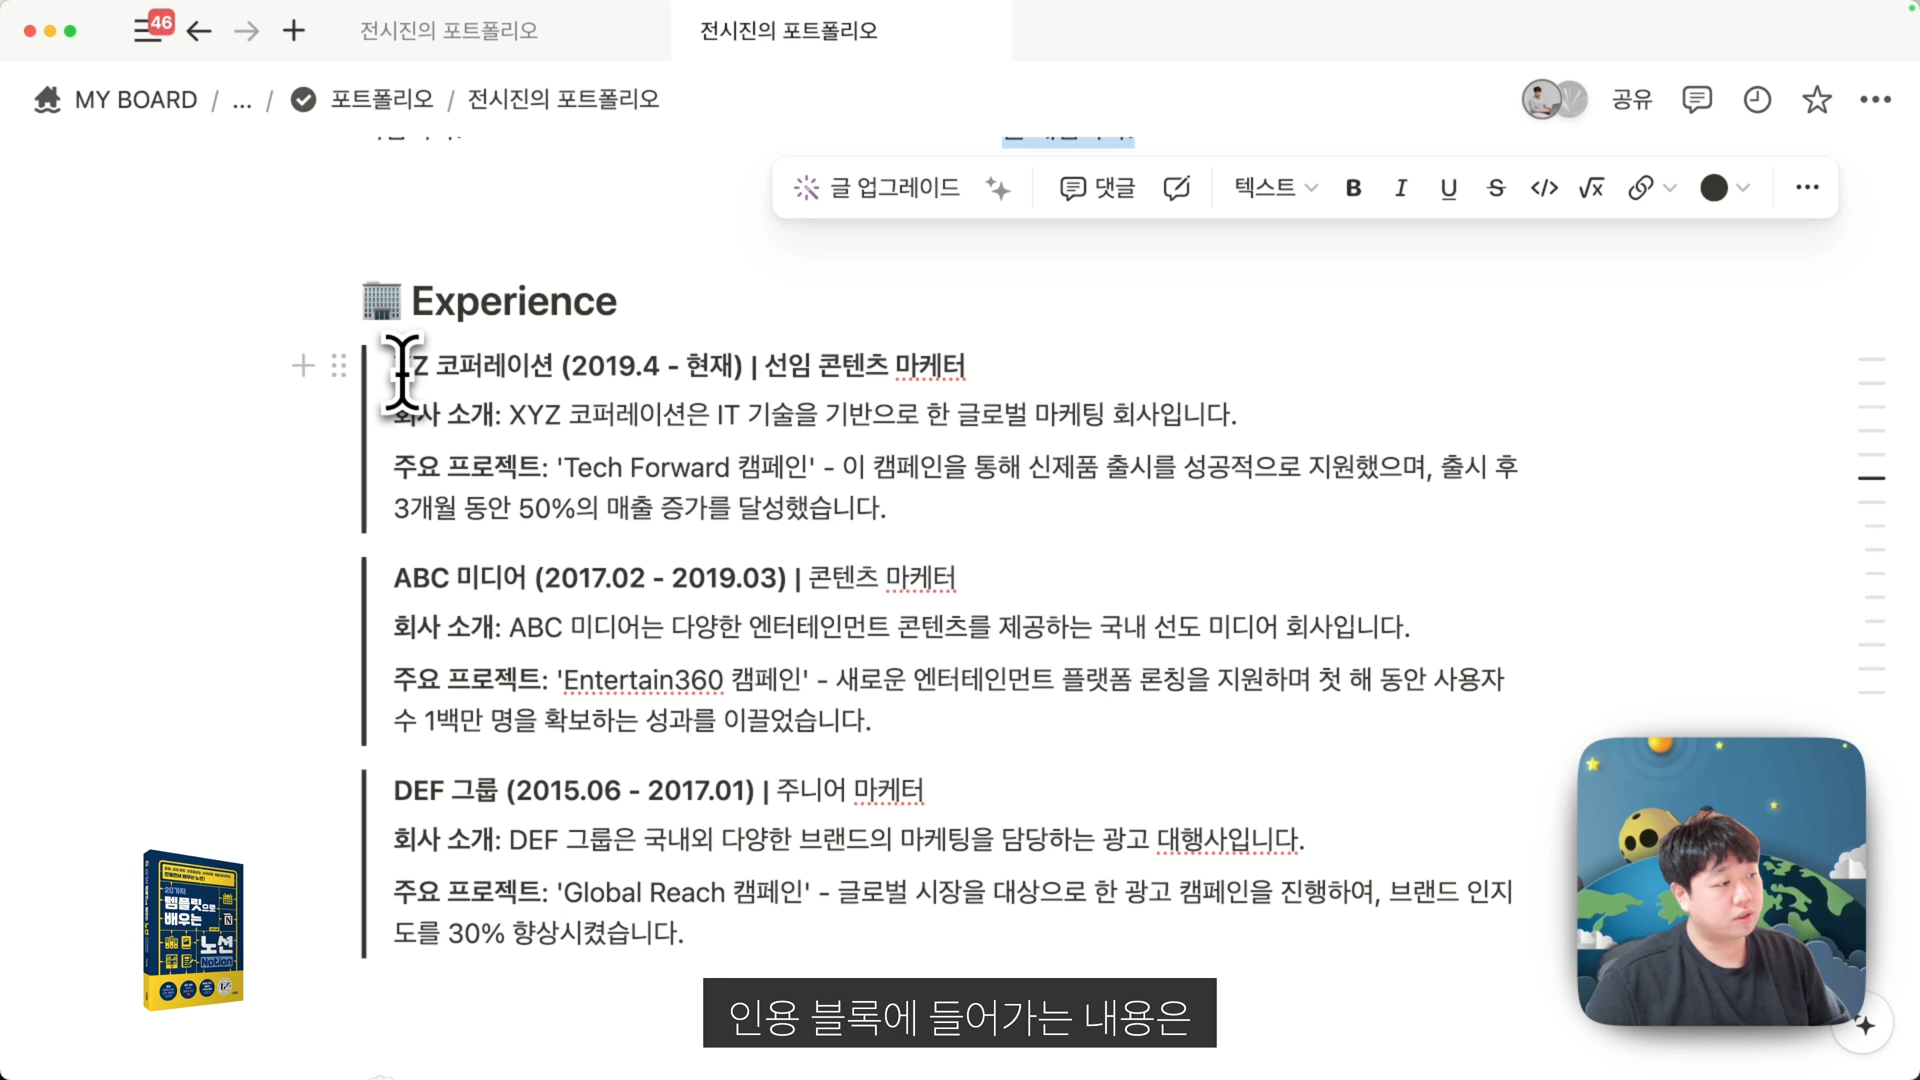 46
전시진의 포트폴리오
전시진의 포트폴리오
MY BOARD / ... / 포트폴리오 / 전시진의 포트폴리오
공유
글 업그레이드 댓글 텍스트 B I U S </> √x
Experience
Z 코퍼레이션 (2019.4 - 현재) | 선임 콘텐츠 마케터
회사 소개: XYZ 코퍼레이션은 IT 기술을 기반으로 한 글로벌 마케팅 회사입니다.
주요 프로젝트: 'Tech Forward 캠페인' - 이 캠페인을 통해 신제품 출시를 성공적으로 지원했으며, 출시 후
3개월 동안 50%의 매출 증가를 달성했습니다.
ABC 미디어 (2017.02 - 2019.03) | 콘텐츠 마케터
회사 소개: ABC 미디어는 다양한 엔터테인먼트 콘텐츠를 제공하는 국내 선도 미디어 회사입니다.
주요 프로젝트: 'Entertain360 캠페인' - 새로운 엔터테인먼트 플랫폼 론칭을 지원하며 첫 해 동안 사용자
수 1백만 명을 확보하는 성과를 이끌었습니다.
DEF 그룹 (2015.06 - 2017.01) | 주니어 마케터
회사 소개: DEF 그룹은 국내외 다양한 브랜드의 마케팅을 담당하는 광고 대행사입니다.
주요 프로젝트: 'Global Reach 캠페인' - 글로벌 시장을 대상으로 한 광고 캠페인을 진행하여, 브랜드 인지
도를 30% 향상시켰습니다.
20가지
템플릿으로
배우는
노션
Notion
인용 블록에 들어가는 내용은